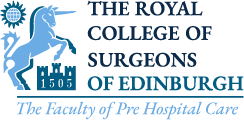 THE ROYAL
COLLEGE OF
SURGEONS
OF EDINBURGH
1505
The Faculty of Pre Hospital Care